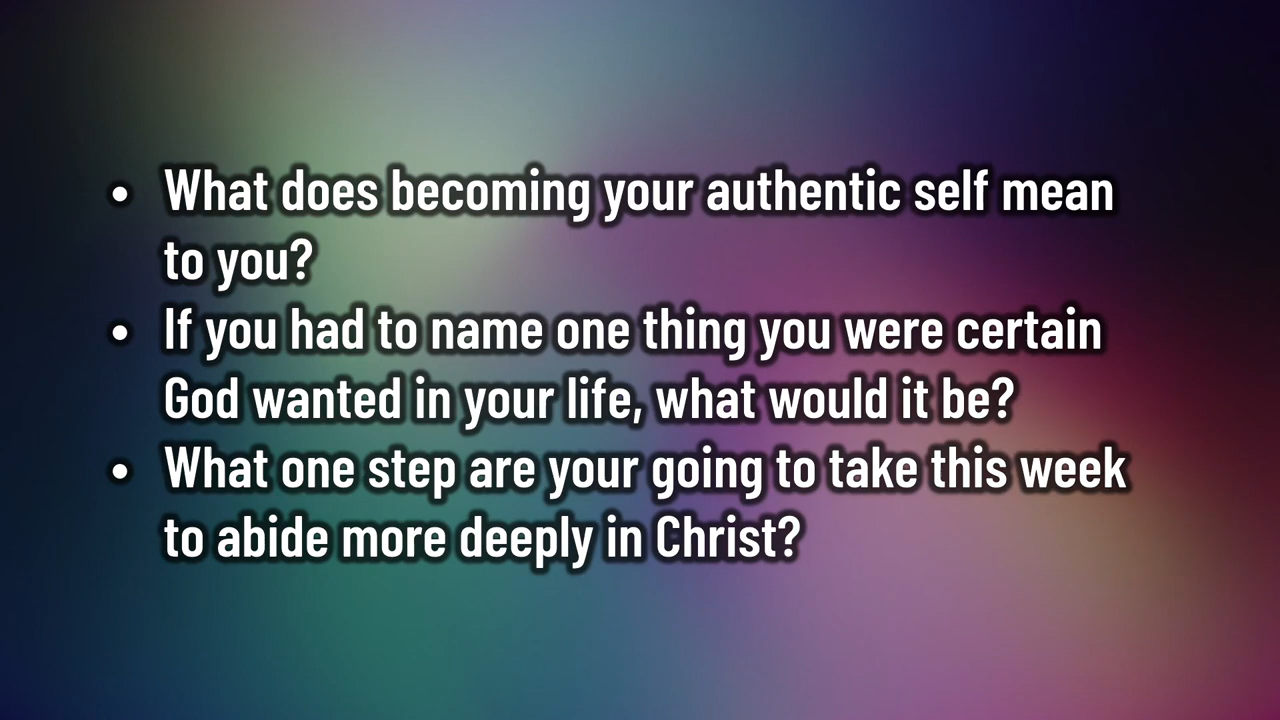 • What does becoming your authentic self mean
to you?
• If you had to name one thing you were certain
God wanted in your life, what would it be?
• What one step are your going to take this week
to abide more deeply in Christ?